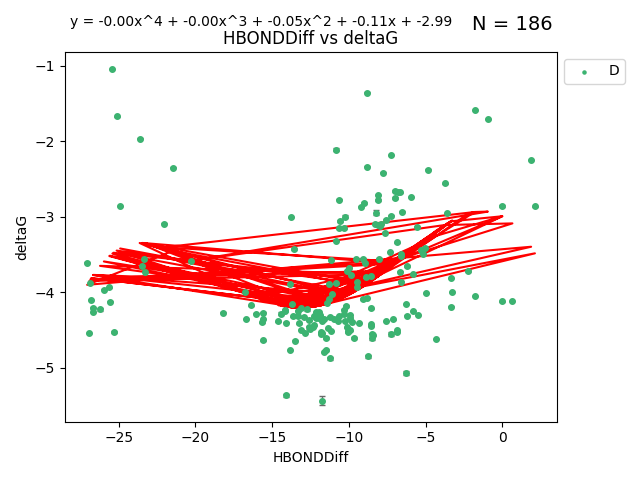 y = -0.00x^4 + -0.00x^3 + -0.05x^2 + -0.11x + -2.99
N = 186
HBONDDiff vs deltaG
D
−1
−2
−3
−4
−5
deltaG
−25 −20 −15 −10 −5 0
HBONDDiff